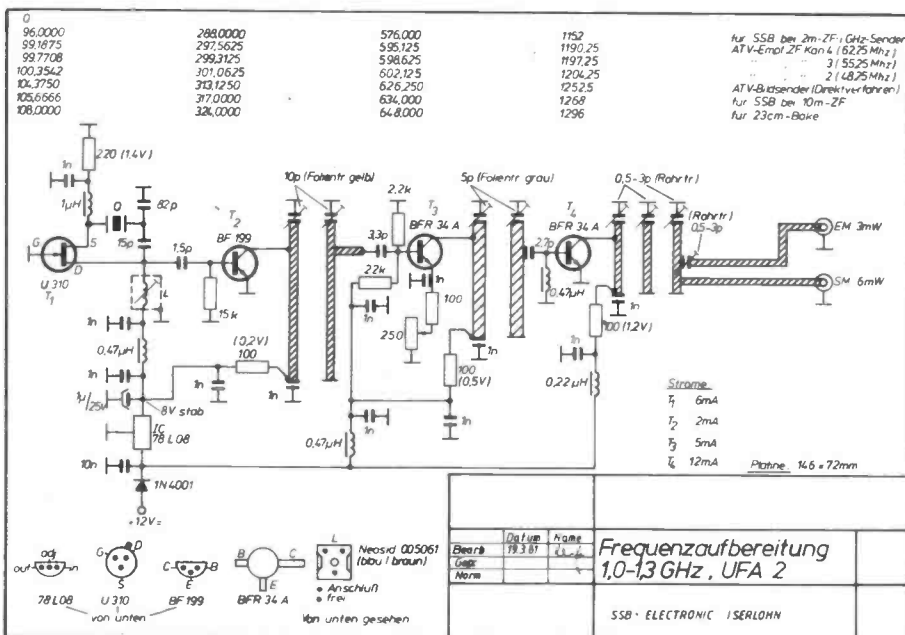 0
96,0000 288,0000 576,000 1152 fur SSB bei 2m-ZF-i GHz-Sender
99,1875 297,5625 595,125 1190,25 ATV-Empf. ZF Kan 4 (62,25 Mhz)
99,7708 299,3125 598,625 1197,25 " " 3 (55,25 Mhz)
100,3542 301,0625 602,125 1204,25 " " 2 (48,25 Mhz)
104,3750 313,1250 626,250 1252,5 ATV-Bildsender (Direktverfahren)
105,6666 317,0000 634,000 1268 fur SSB bei 10m-ZF
108,0000 324,0000 648,000 1296 fur 23cm-Bake
220 (1,4V)
1n
1µH
Q
82p
15p
G
S
D
U 310
T1
L
1,5p
T2
BF 199
15k
10p (Folientr gelb)
2,2k
3,3p
22k
T3
BFR 34 A
1n
100
250
5p (Folientr grau)
2,7p
0,47µH
T4
BFR 34 A
0,5-3p (Rohrtr)
(Rohrtr)
0,5-3p
EM 3mW
SM 6mW
1n
0,47µH
1n
1µ/25V
8V stab
(0,2V)
100
1n
1n
1n
100
(0,5V)
1n
1n
1n
0,47µH
100 (1,2V)
1n
1n
0,22µH
IC
78L08
10n
1N4001
+12V=
Ströme
T1 6mA
T2 2mA
T3 5mA
T4 12mA
Platine 146 × 72mm
adj
out
in
78L08
G
D
S
U310
C
B
E
BF199
von unten
B
C
E
BFR 34 A
L
Neosid 005061
(blau / braun)
• Anschluß
• frei
Von unten gesehen
Datum Name
Bearb 19.3.81
Gepr
Norm
Frequenzaufbereitung
1,0-1,3 GHz, UFA 2
SSB - ELECTRONIC ISERLOHN